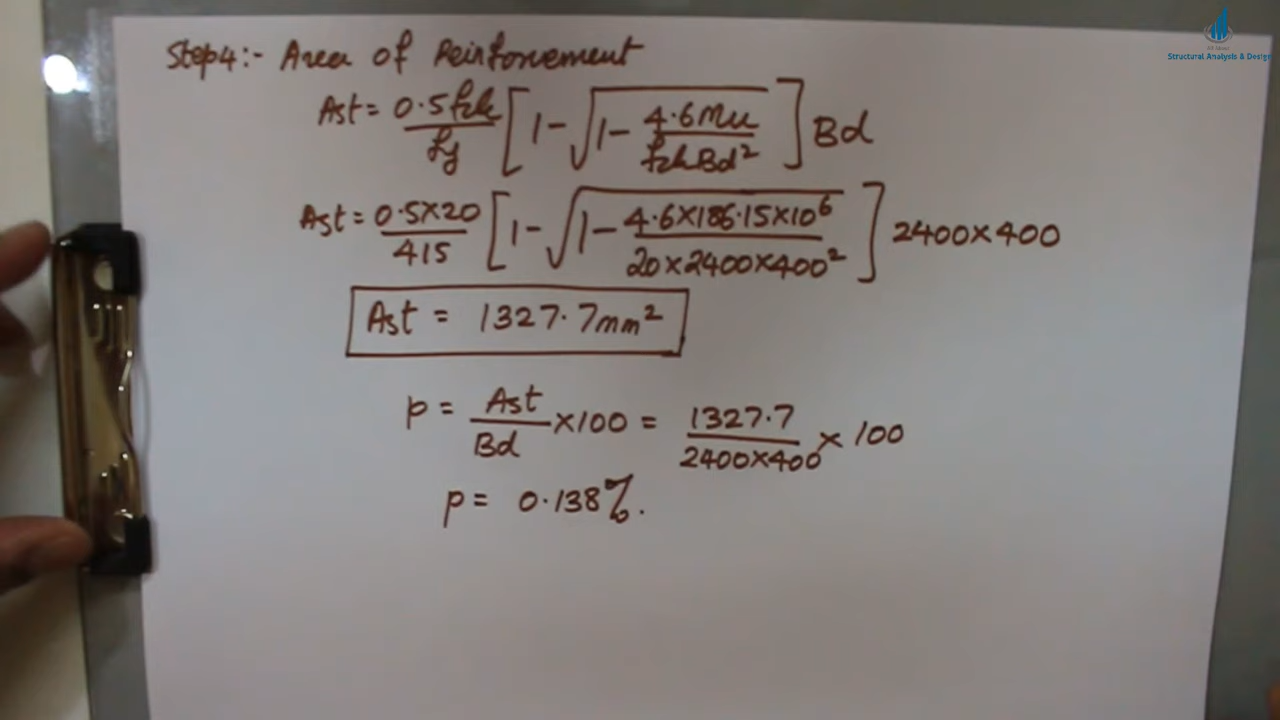 Step4:- Area of Reinforcement
Ast = 0.5fck/fy [1-√1- 4.6Mu/fckBd²] Bd
Ast = 0.5×20/415 [1-√1- 4.6×186.15×10⁶/20×2400×400²] 2400×400
Ast = 1327.7mm²
p = Ast/Bd ×100 = 1327.7/2400×400 × 100
p = 0.138%.
Structural Analysis & Design